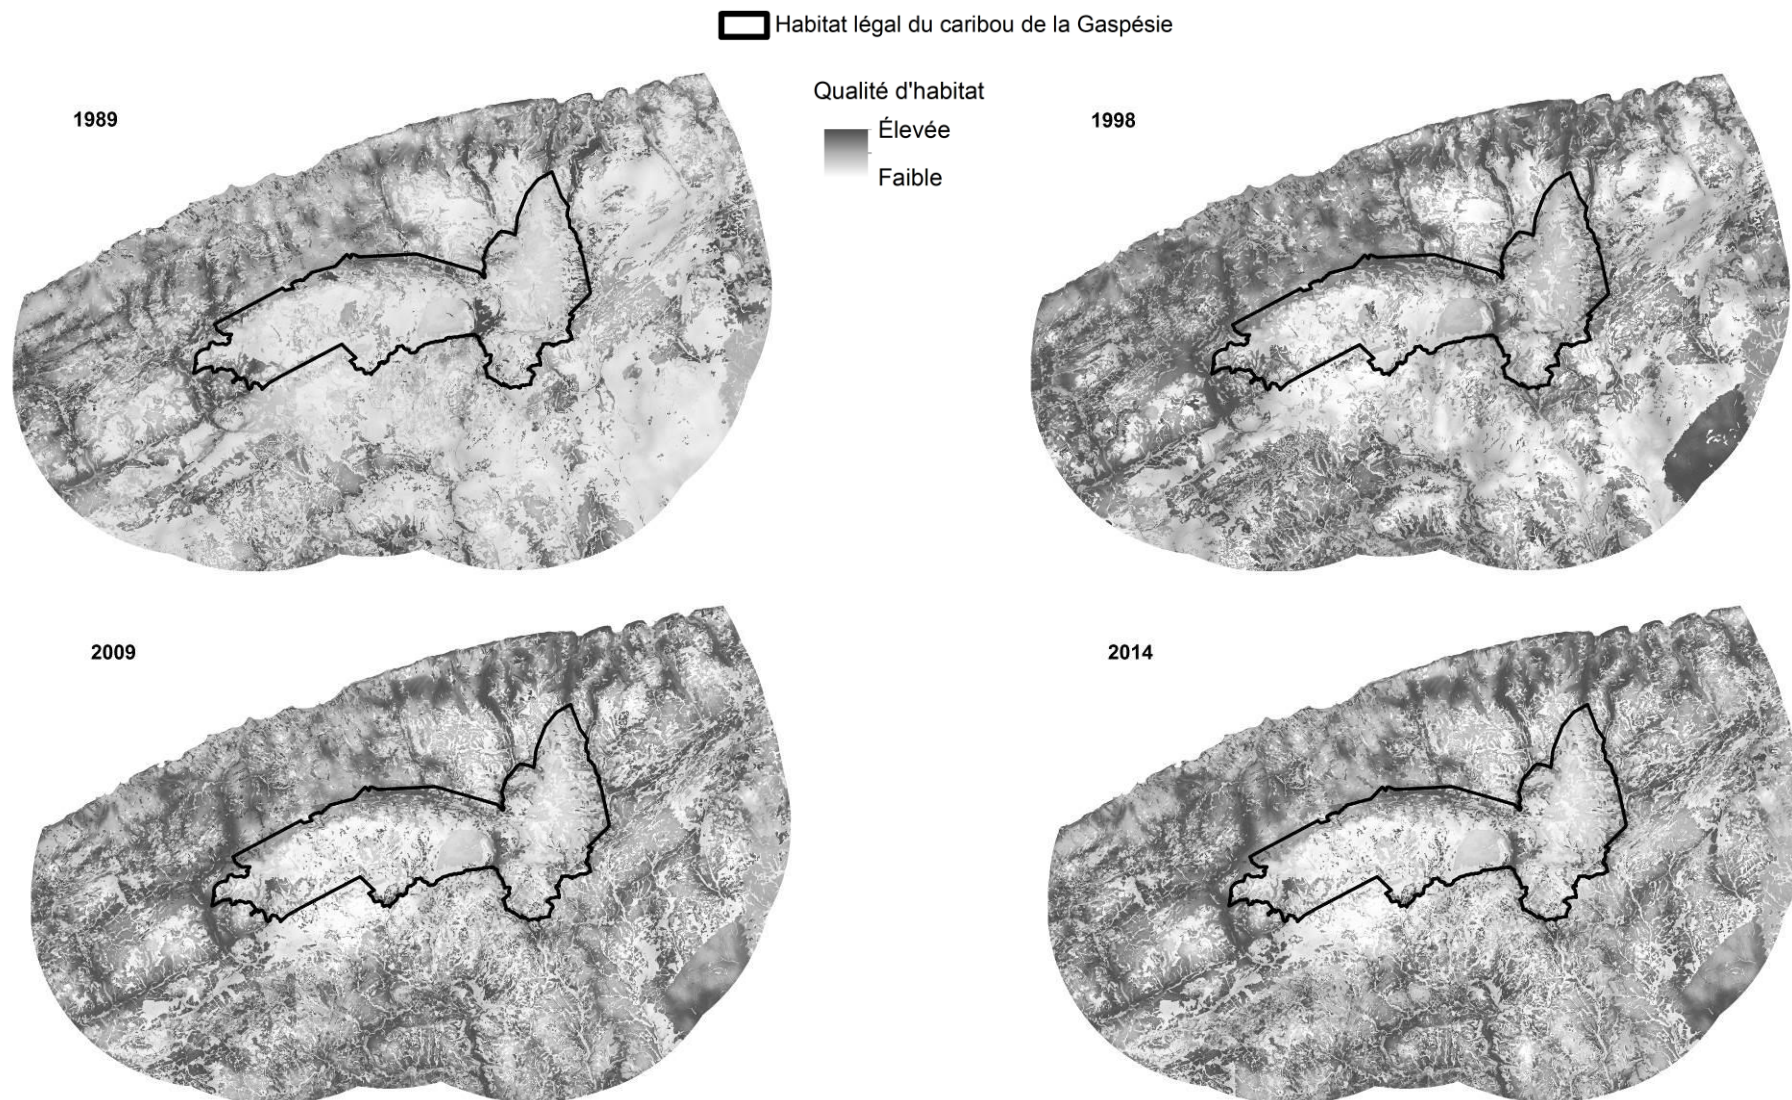 Habitat légal du caribou de la Gaspésie
Qualité d'habitat
Élevée
Faible
1989
1998
2009
2014